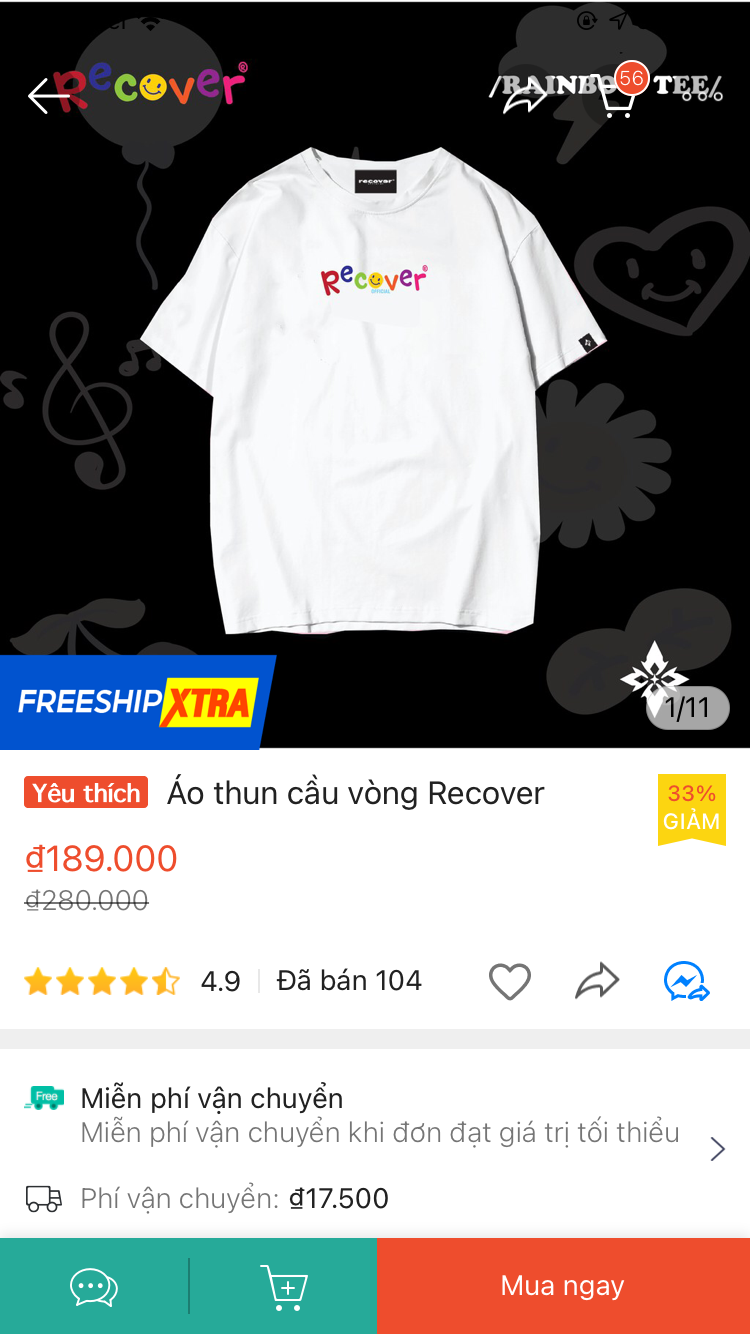 Recover®
/RAINBO TEE/
56
recover
Recover®
OFFICIAL
FREESHIP XTRA
1/11
Yêu thích Áo thun cầu vòng Recover
33%
GIẢM
₫189.000
₫280.000
4.9 Đã bán 104
Free Miễn phí vận chuyển
Miễn phí vận chuyển khi đơn đạt giá trị tối thiểu
Phí vận chuyển: ₫17.500
Mua ngay